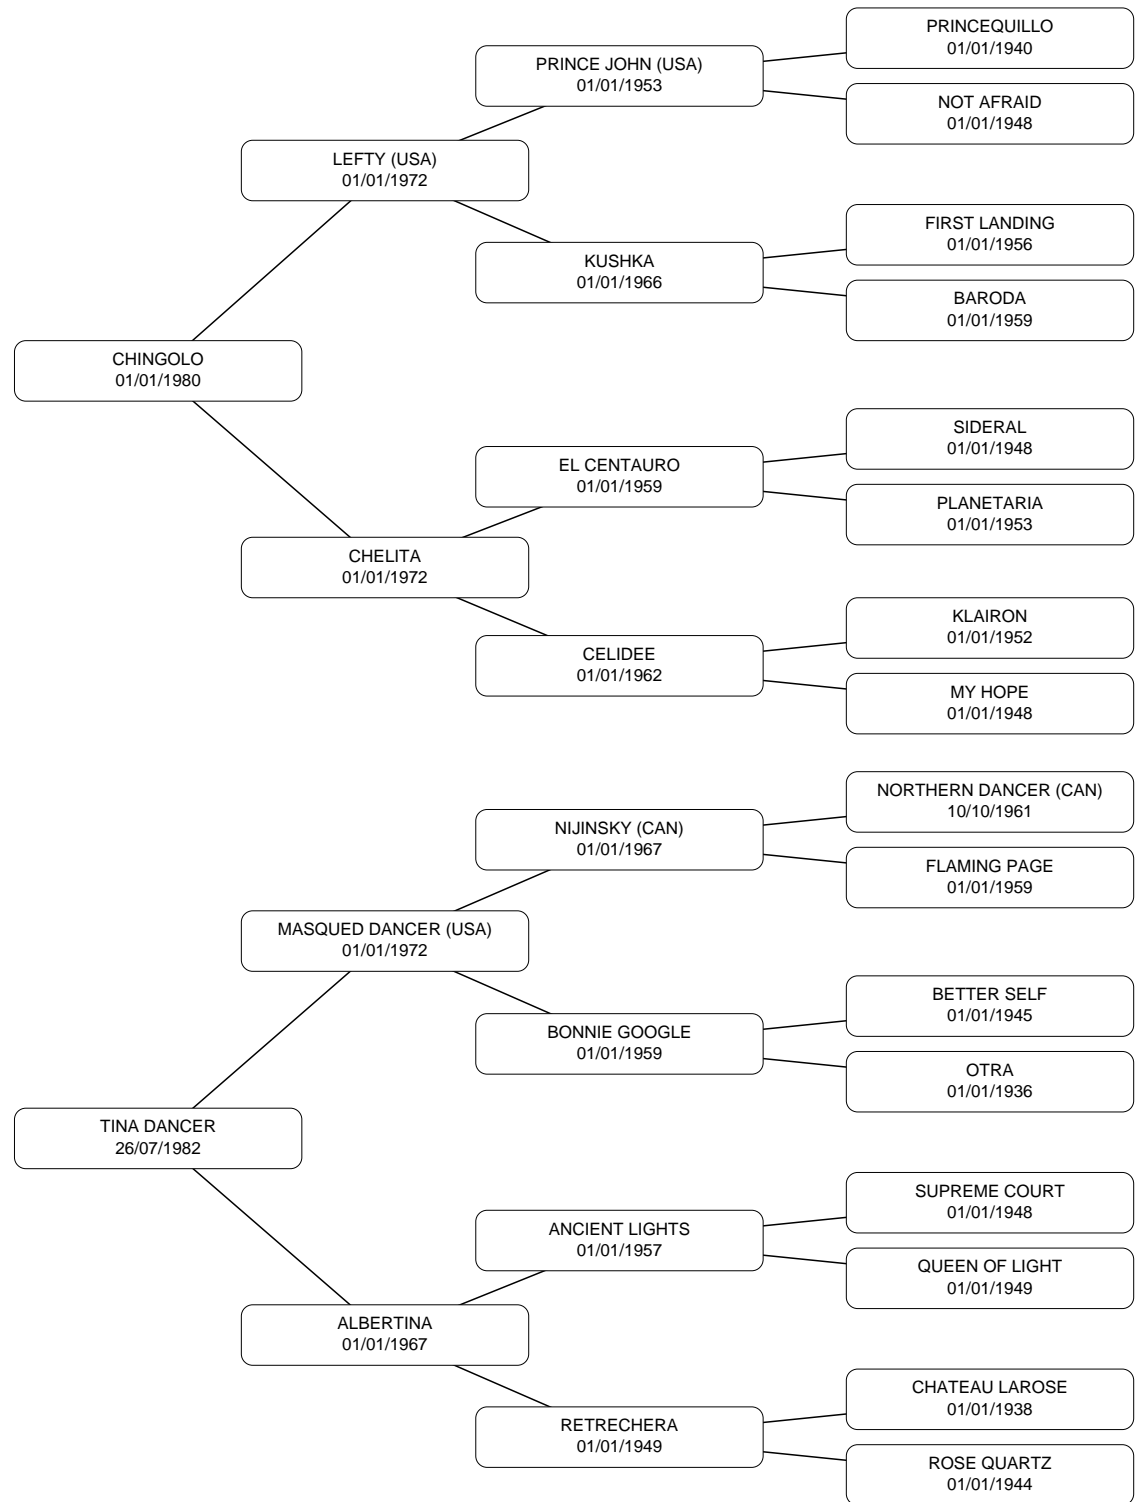 PRINCEQUILLO
01/01/1940
PRINCE JOHN (USA)
01/01/1953
NOT AFRAID
01/01/1948
LEFTY (USA)
01/01/1972
FIRST LANDING
01/01/1956
KUSHKA
01/01/1966
BARODA
01/01/1959
CHINGOLO
01/01/1980
SIDERAL
01/01/1948
EL CENTAURO
01/01/1959
PLANETARIA
01/01/1953
CHELITA
01/01/1972
KLAIRON
01/01/1952
CELIDEE
01/01/1962
MY HOPE
01/01/1948
NORTHERN DANCER (CAN)
10/10/1961
NIJINSKY (CAN)
01/01/1967
FLAMING PAGE
01/01/1959
MASQUED DANCER (USA)
01/01/1972
BETTER SELF
01/01/1945
BONNIE GOOGLE
01/01/1959
OTRA
01/01/1936
TINA DANCER
26/07/1982
SUPREME COURT
01/01/1948
ANCIENT LIGHTS
01/01/1957
QUEEN OF LIGHT
01/01/1949
ALBERTINA
01/01/1967
CHATEAU LAROSE
01/01/1938
RETRECHERA
01/01/1949
ROSE QUARTZ
01/01/1944